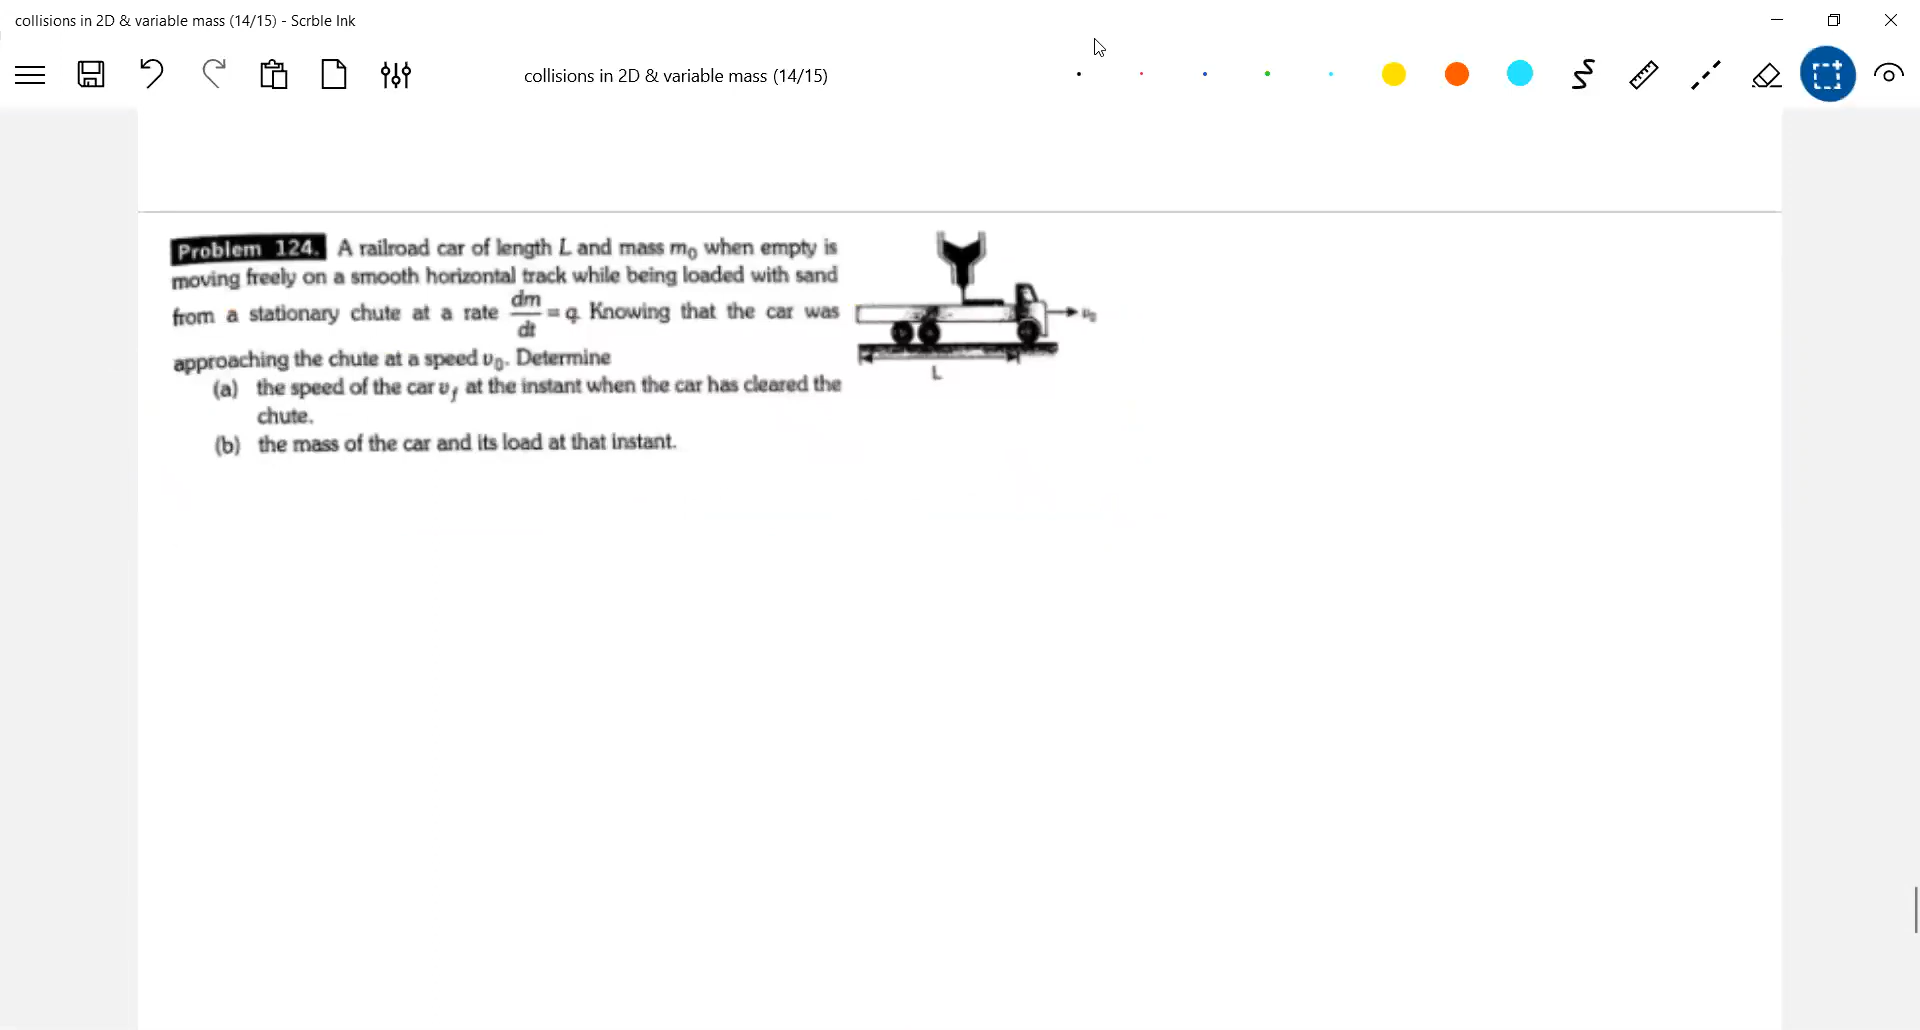 collisions in 2D & variable mass (14/15) - Scrble Ink
collisions in 2D & variable mass (14/15)
Problem 124. A railroad car of length L and mass m₀ when empty is
moving freely on a smooth horizontal track while being loaded with sand
from a stationary chute at a rate dm/dt = q. Knowing that the car was
approaching the chute at a speed υ₀. Determine
(a) the speed of the car υ_f at the instant when the car has cleared the
chute.
(b) the mass of the car and its load at that instant.
υ₀
L